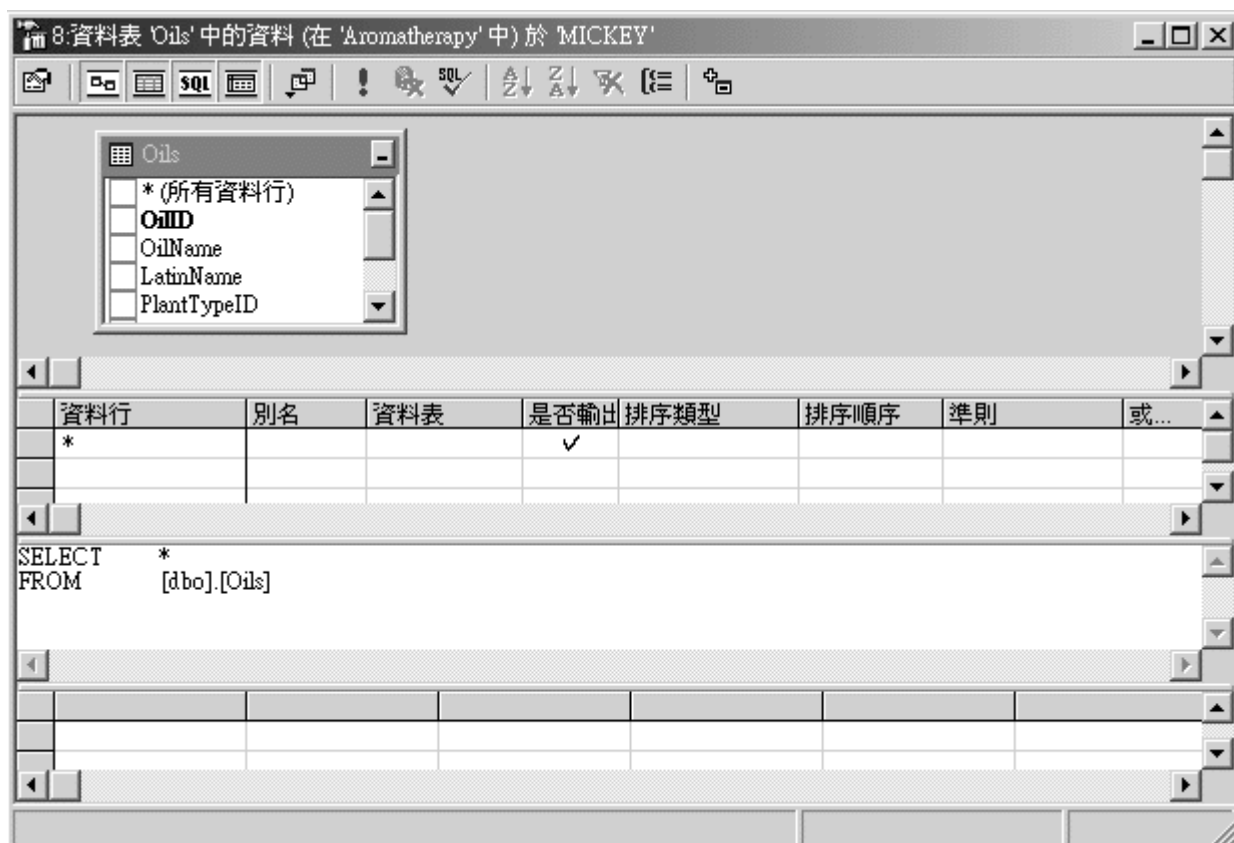 8:資料表 'Oils' 中的資料 (在 'Aromatherapy' 中) 於 'MICKEY'
SQL SQL A Z Z A
Oils
* (所有資料行)
OilID
OilName
LatinName
PlantTypeID
資料行 別名 資料表 是否輸出 排序類型 排序順序 準則 或...
*
SELECT *
FROM [dbo].[Oils]